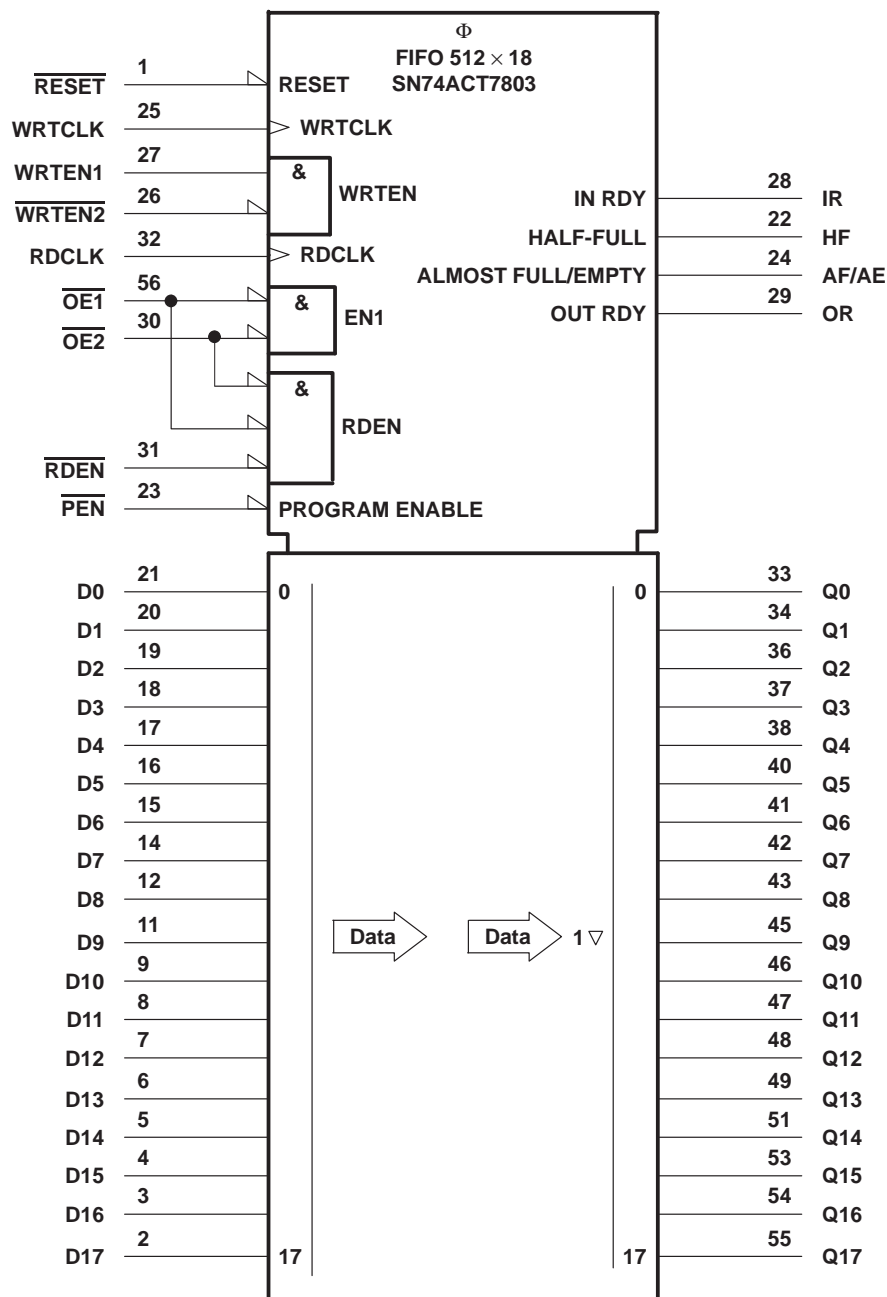 Φ
FIFO 512 × 18
SN74ACT7803
RESET 1 RESET
WRTCLK 25 WRTCLK
WRTEN1 27 & WRTEN
WRTEN2 26
RDCLK 32 RDCLK
OE1 56 & EN1
OE2 30
& RDEN
RDEN 31
PEN 23 PROGRAM ENABLE
IN RDY 28 IR
HALF-FULL 22 HF
ALMOST FULL/EMPTY 24 AF/AE
OUT RDY 29 OR
D0 21 0 0 33 Q0
D1 20 34 Q1
D2 19 36 Q2
D3 18 37 Q3
D4 17 38 Q4
D5 16 40 Q5
D6 15 41 Q6
D7 14 42 Q7
D8 12 43 Q8
D9 11 Data Data 1 45 Q9
D10 9 46 Q10
D11 8 47 Q11
D12 7 48 Q12
D13 6 49 Q13
D14 5 51 Q14
D15 4 53 Q15
D16 3 54 Q16
D17 2 17 17 55 Q17